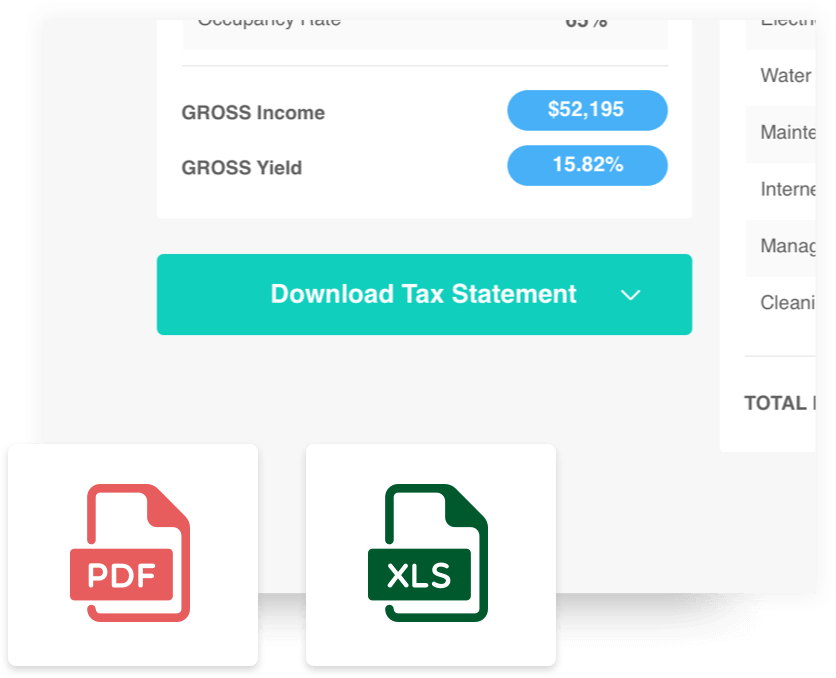 Occupancy Rate 65%
GROSS Income $52,195
GROSS Yield 15.82%
Download Tax Statement
Water
Mainte
Interne
Manag
Cleani
TOTAL
PDF
XLS